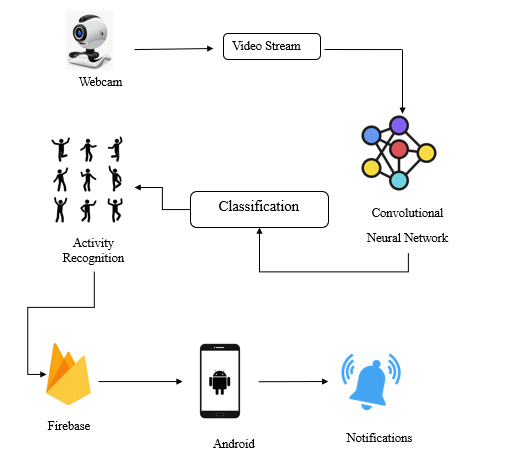 Video Stream
Webcam
Classification
Convolutional
Neural Network
Activity
Recognition
Firebase
Android
Notifications